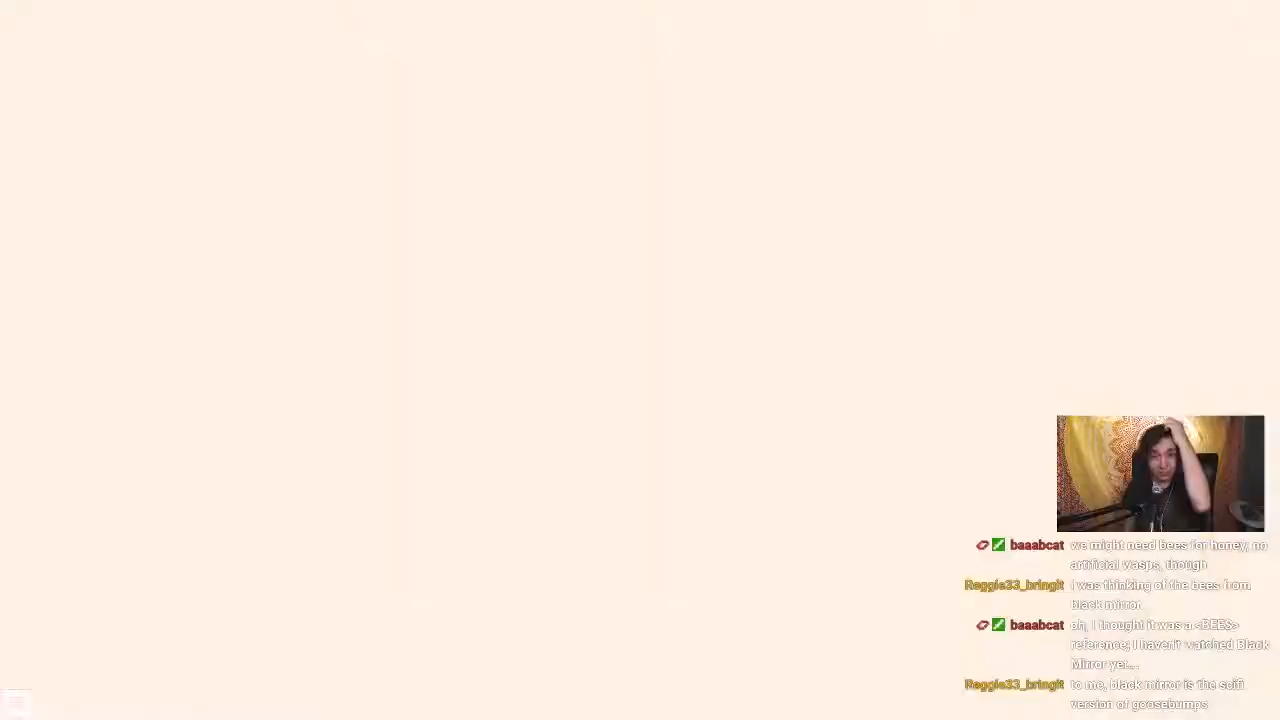 baaabcat we might need bees for honey; no
artificial wasps, though
Reggie33_bringit I was thinking of the bees from
black mirror
baaabcat oh, I thought it was a <BEES>
reference; I haven't watched Black
Mirror yet...
Reggie33_bringit to me, black mirror is the scifi
version of goosebumps